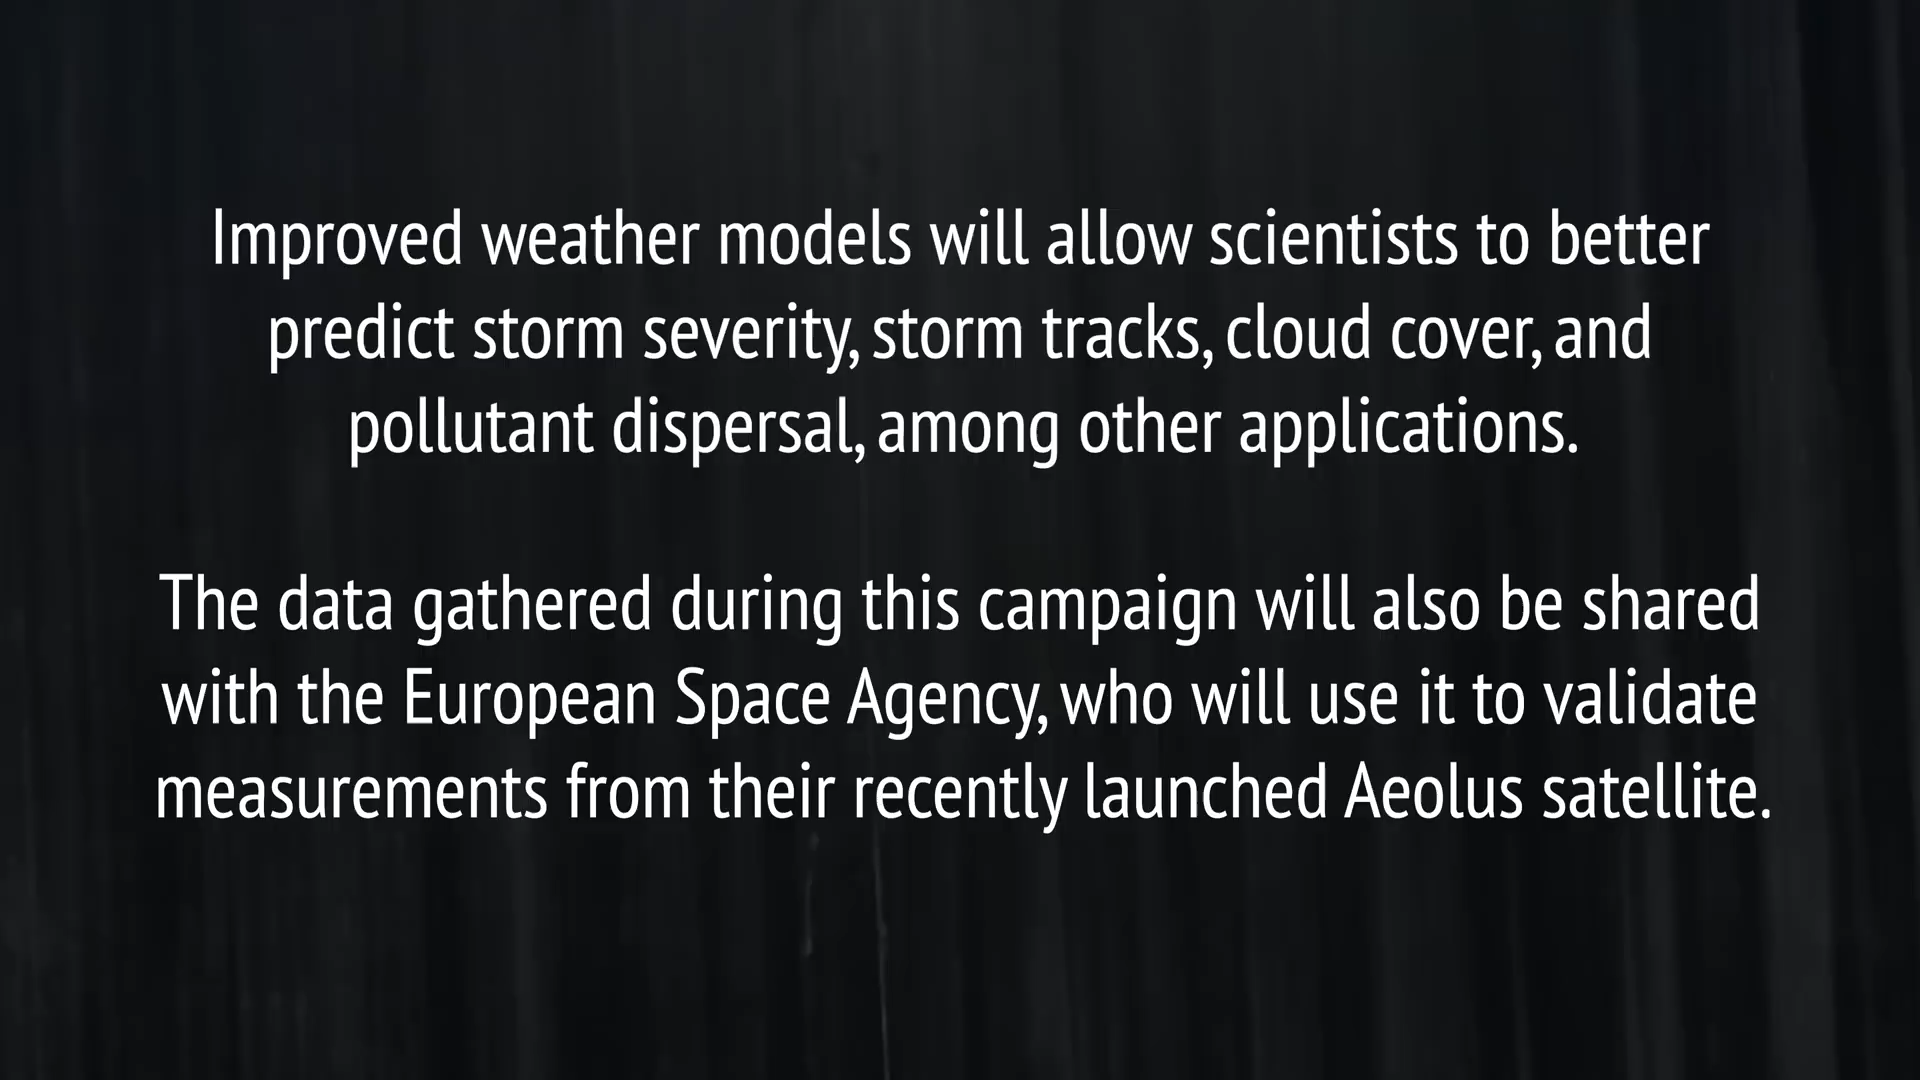 Improved weather models will allow scientists to better
predict storm severity, storm tracks, cloud cover, and
pollutant dispersal, among other applications.
The data gathered during this campaign will also be shared
with the European Space Agency, who will use it to validate
measurements from their recently launched Aeolus satellite.